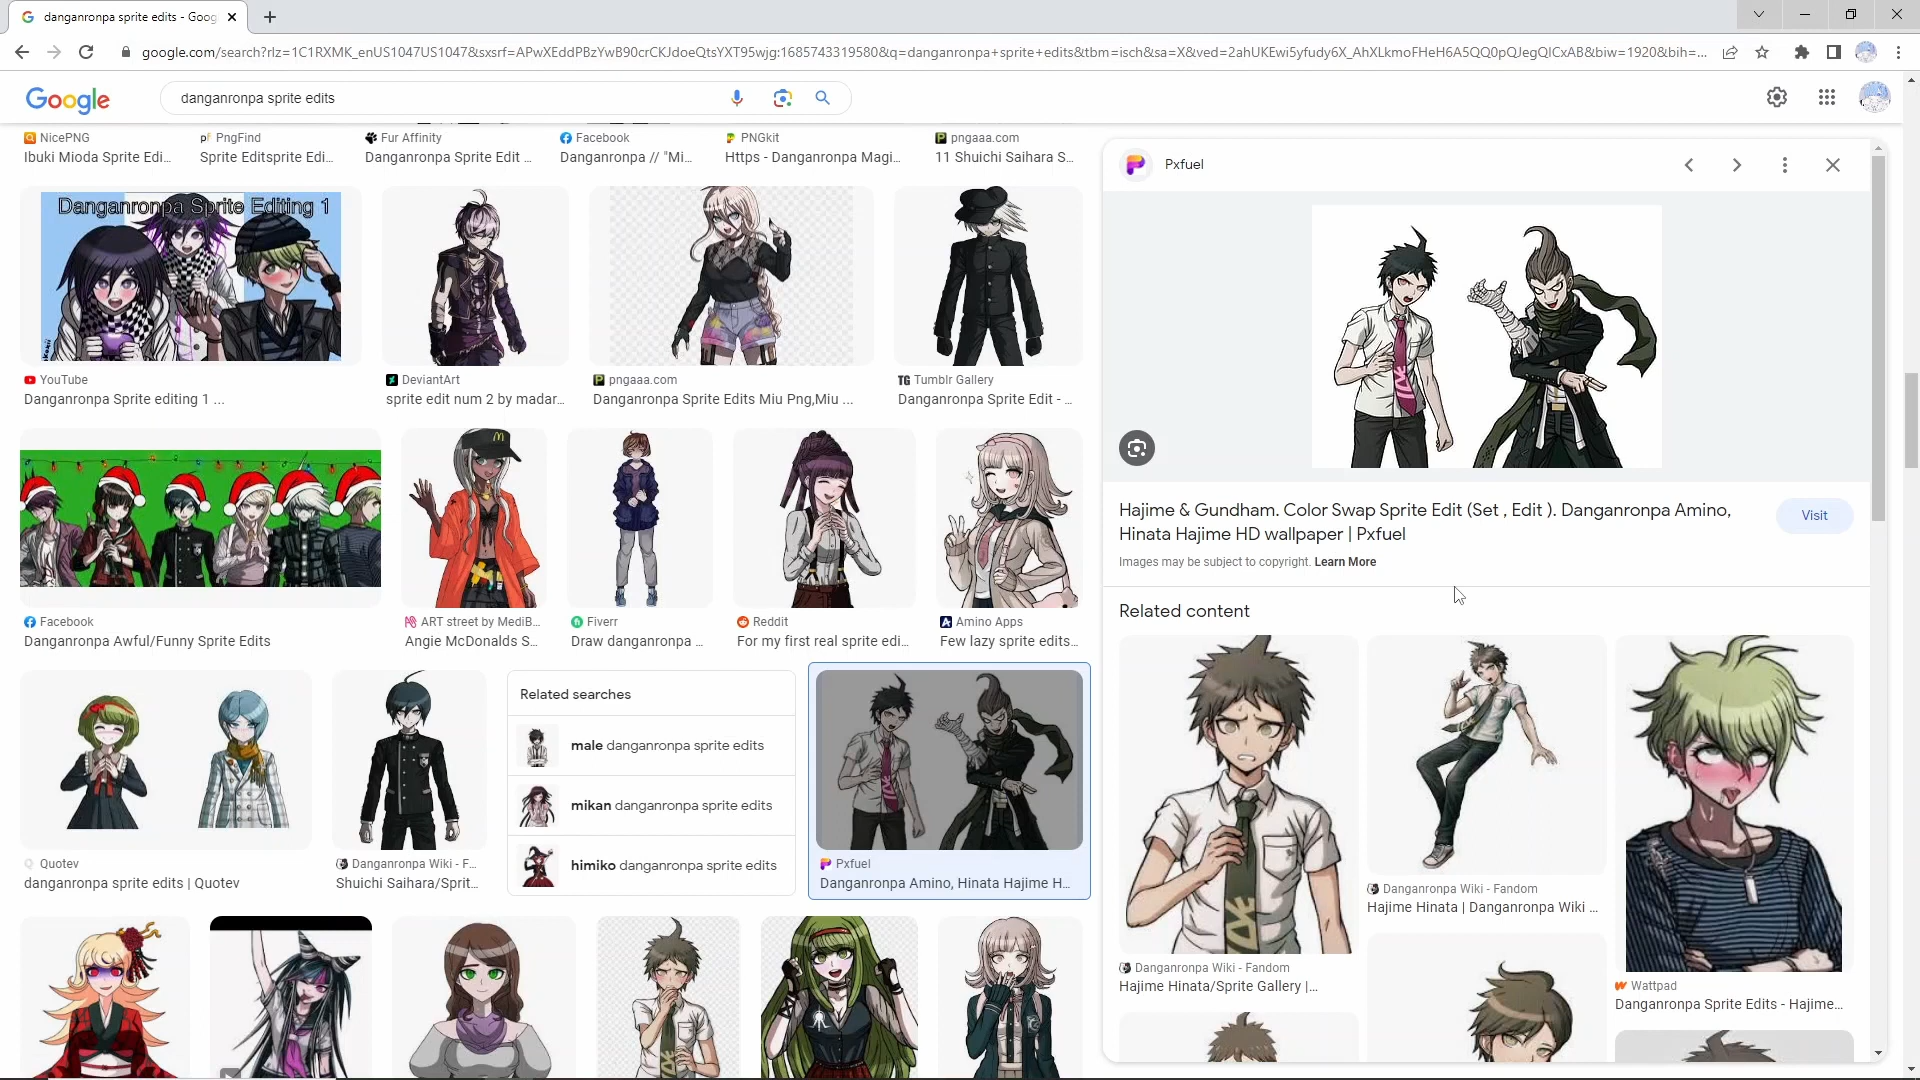 danganronpa sprite edits - Goog
google.com/search?rlz=1C1RXMK_enUS1047US1047&sxsrf=APwXEddPBzYwB90crCKJdoeQtsYXT95wjg:1685743319580&q=danganronpa+sprite+edits&tbm=isch&sa=X&ved=2ahUKEwi5yfudy6X_AhXLkmoFHeH6A5QQ0pQJegQlCxAB&biw=1920&bih=...
Google
danganronpa sprite edits
NicePNG
Ibuki Mioda Sprite Edi...
PngFind
Sprite Editsprite Edi...
Fur Affinity
Danganronpa Sprite Edit ...
Facebook
Danganronpa // "Mi...
PNGkit
Https - Danganronpa Magi...
pngaaa.com
11 Shuichi Saihara S...
Danganronpa Sprite Editing 1
YouTube
Danganronpa Sprite editing 1 ...
DeviantArt
sprite edit num 2 by madar...
pngaaa.com
Danganronpa Sprite Edits Miu Png,Miu ...
Tumblr Gallery
Danganronpa Sprite Edit - ...
Facebook
Danganronpa Awful/Funny Sprite Edits
ART street by MediB...
Angie McDonalds S...
Fiverr
Draw danganronpa ...
Reddit
For my first real sprite edi...
Amino Apps
Few lazy sprite edits...
Quotev
danganronpa sprite edits | Quotev
Danganronpa Wiki - F...
Shuichi Saihara/Sprit...
Related searches
male danganronpa sprite edits
mikan danganronpa sprite edits
himiko danganronpa sprite edits
Pxfuel
Danganronpa Amino, Hinata Hajime H...
Pxfuel
Hajime & Gundham. Color Swap Sprite Edit (Set , Edit ). Danganronpa Amino,
Hinata Hajime HD wallpaper | Pxfuel
Visit
Images may be subject to copyright. Learn More
Related content
Danganronpa Wiki - Fandom
Hajime Hinata/Sprite Gallery |...
Danganronpa Wiki - Fandom
Hajime Hinata | Danganronpa Wiki ...
Wattpad
Danganronpa Sprite Edits - Hajime...